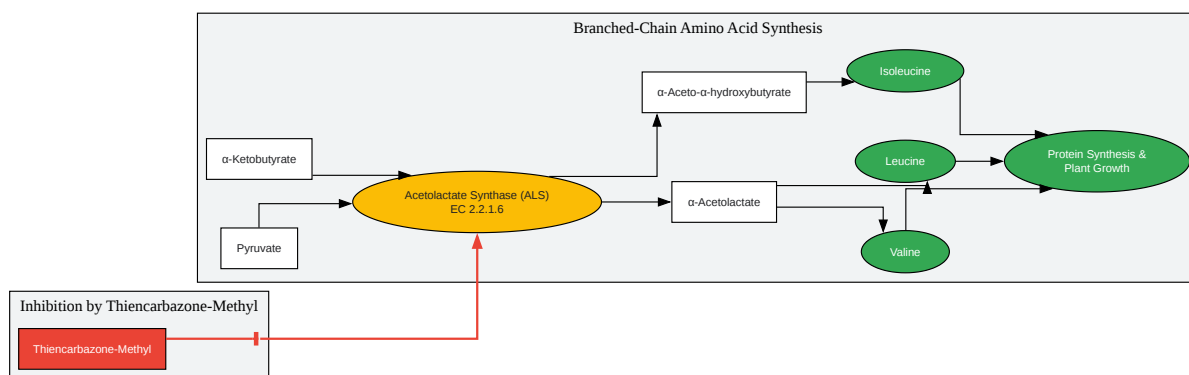 Branched-Chain Amino Acid Synthesis
Isoleucine
α-Aceto-α-hydroxybutyrate
α-Ketobutyrate
Leucine
Protein Synthesis &
Plant Growth
Acetolactate Synthase (ALS)
EC 2.2.1.6
α-Acetolactate
Pyruvate
Valine
Inhibition by Thiencarbazone-Methyl
Thiencarbazone-Methyl